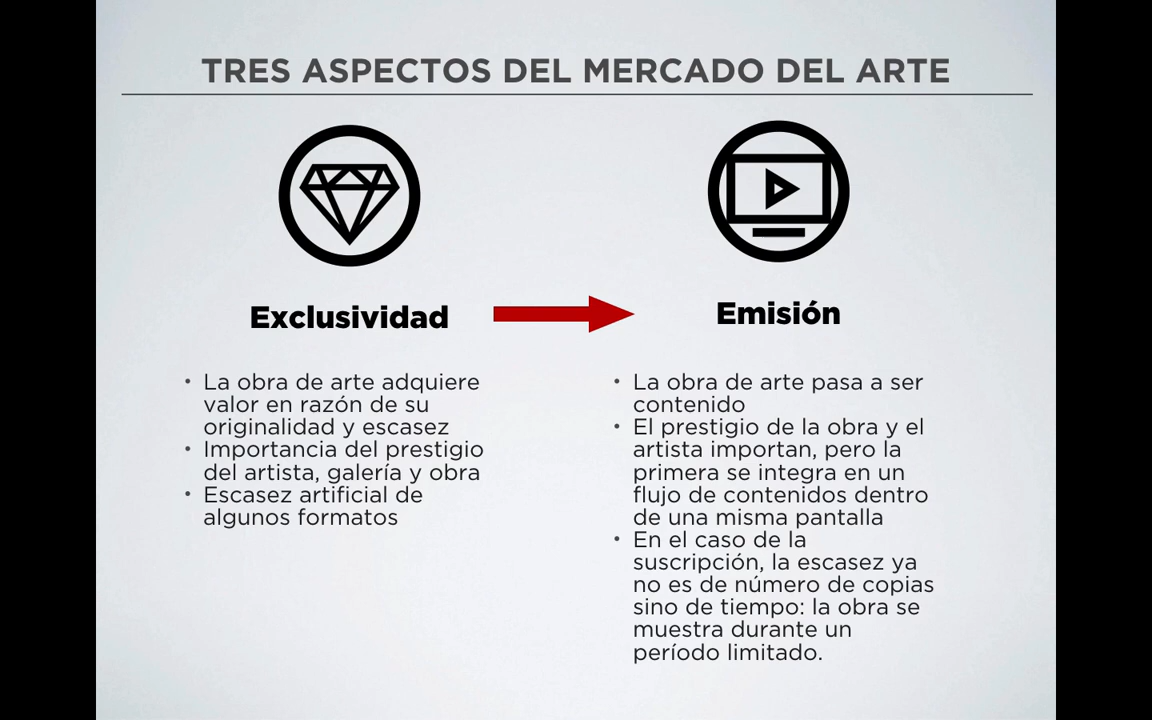 TRES ASPECTOS DEL MERCADO DEL ARTE
Exclusividad
• La obra de arte adquiere
valor en razón de su
originalidad y escasez
• Importancia del prestigio
del artista, galería y obra
• Escasez artificial de
algunos formatos
Emisión
• La obra de arte pasa a ser
contenido
• El prestigio de la obra y el
artista importan, pero la
primera se integra en un
flujo de contenidos dentro
de una misma pantalla
• En el caso de la
suscripción, la escasez ya
no es de número de copias
sino de tiempo: la obra se
muestra durante un
período limitado.